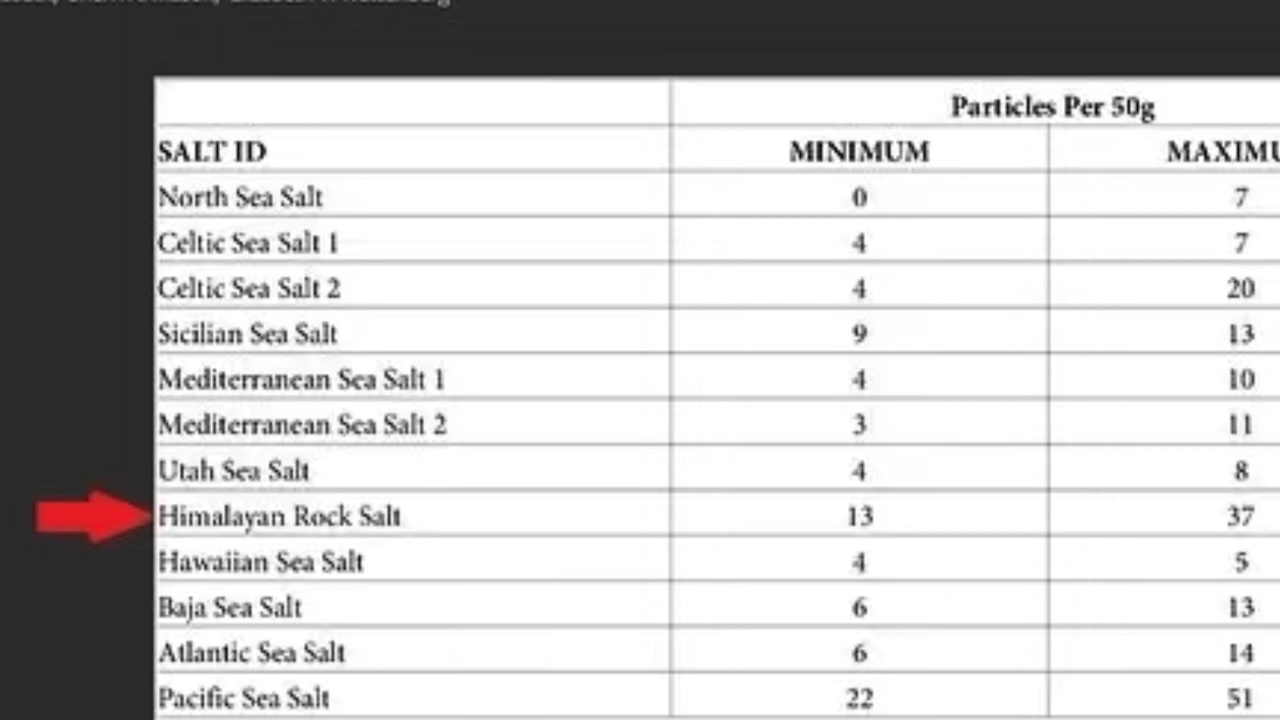 Particles Per 50g
SALT ID MINIMUM MAXIMU
North Sea Salt 0 7
Celtic Sea Salt 1 4 7
Celtic Sea Salt 2 4 20
Sicilian Sea Salt 9 13
Mediterranean Sea Salt 1 4 10
Mediterranean Sea Salt 2 3 11
Utah Sea Salt 4 8
Himalayan Rock Salt 13 37
Hawaiian Sea Salt 4 5
Baja Sea Salt 6 13
Atlantic Sea Salt 6 14
Pacific Sea Salt 22 51